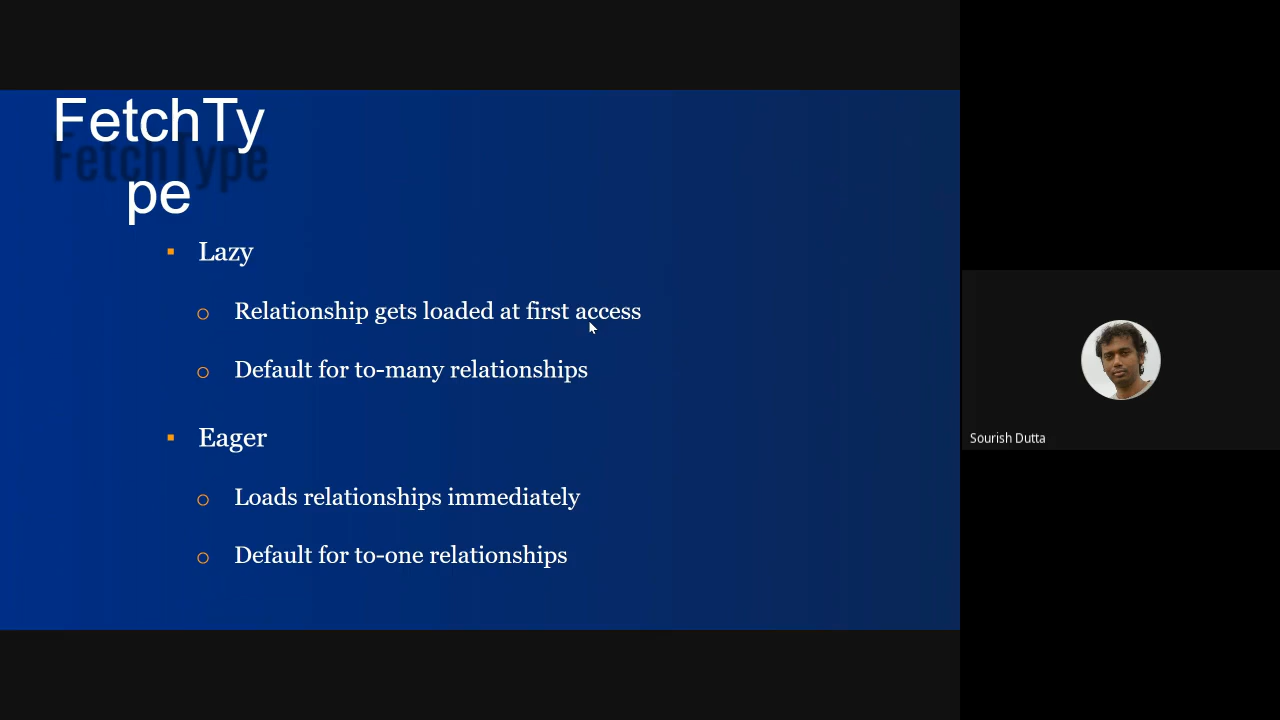 FetchTy
pe
FetchType
Lazy
Relationship gets loaded at first access
Default for to-many relationships
Eager
Loads relationships immediately
Default for to-one relationships
Sourish Dutta